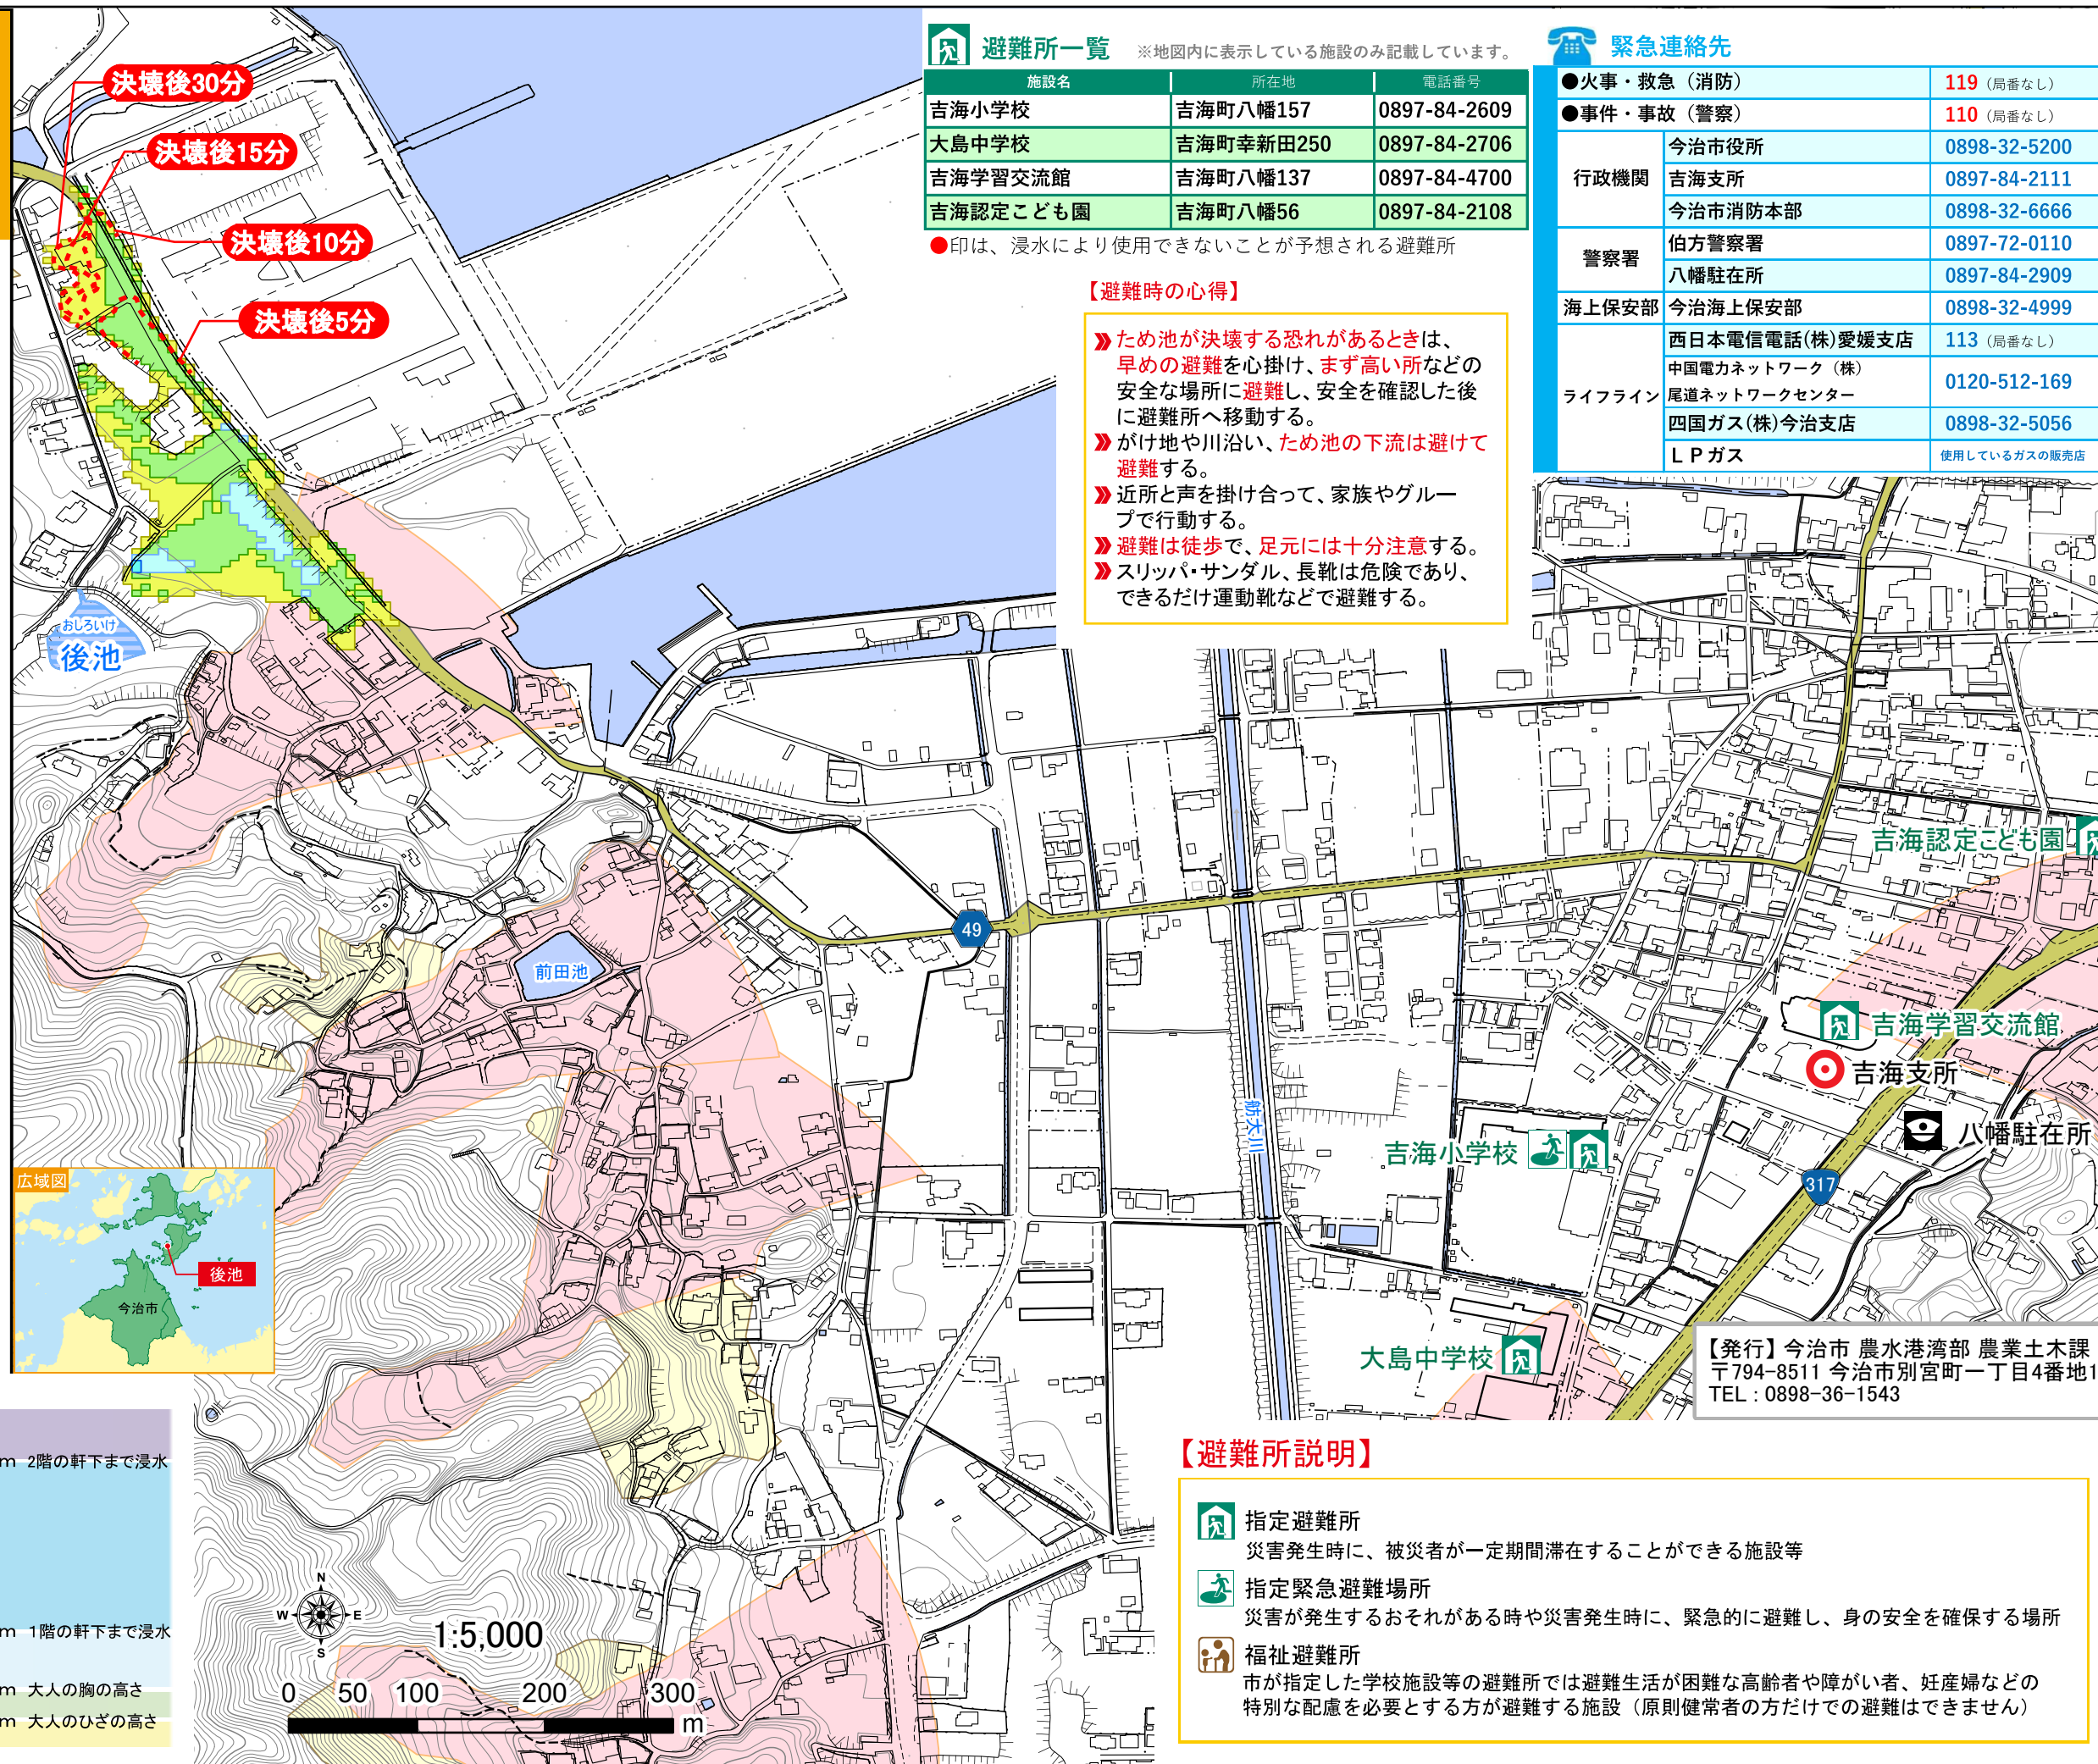 決壊後30分
決壊後15分
決壊後10分
決壊後5分
避難所一覧 ※地図内に表示している施設のみ記載しています。
施設名 所在地 電話番号
吉海小学校 吉海町八幡157 0897-84-2609
大島中学校 吉海町幸新田250 0897-84-2706
吉海学習交流館 吉海町八幡137 0897-84-4700
吉海認定こども園 吉海町八幡56 0897-84-2108
●印は、浸水により使用できないことが予想される避難所
緊急連絡先
●火事・救急（消防） 119（局番なし）
●事件・事故（警察） 110（局番なし）
行政機関
今治市役所 0898-32-5200
吉海支所 0897-84-2111
今治市消防本部 0898-32-6666
警察署
伯方警察署 0897-72-0110
八幡駐在所 0897-84-2909
海上保安部 今治海上保安部 0898-32-4999
ライフライン
西日本電信電話(株)愛媛支店 113（局番なし）
中国電力ネットワーク（株）
尾道ネットワークセンター 0120-512-169
四国ガス(株)今治支店 0898-32-5056
ＬＰガス 使用しているガスの販売店
【避難時の心得】
》ため池が決壊する恐れがあるときは、
早めの避難を心掛け、まず高い所などの
安全な場所に避難し、安全を確認した後
に避難所へ移動する。
》がけ地や川沿い、ため池の下流は避けて
避難する。
》近所と声を掛け合って、家族やグルー
プで行動する。
》避難は徒歩で、足元には十分注意する。
》スリッパ・サンダル、長靴は危険であり、
できるだけ運動靴などで避難する。
おしろいけ
後池
前田池
49
舫大川
吉海認定こども園
吉海学習交流館
吉海支所
八幡駐在所
吉海小学校
317
大島中学校
広域図
後池
今治市
【発行】今治市 農水港湾部 農業土木課
〒794-8511 今治市別宮町一丁目4番地1
TEL：0898-36-1543
m 2階の軒下まで浸水
m 1階の軒下まで浸水
m 大人の胸の高さ
m 大人のひざの高さ
N
W E
S
1:5,000
0 50 100 200 300
m
【避難所説明】
指定避難所
災害発生時に、被災者が一定期間滞在することができる施設等
指定緊急避難場所
災害が発生するおそれがある時や災害発生時に、緊急的に避難し、身の安全を確保する場所
福祉避難所
市が指定した学校施設等の避難所では避難生活が困難な高齢者や障がい者、妊産婦などの
特別な配慮を必要とする方が避難する施設（原則健常者の方だけでの避難はできません）